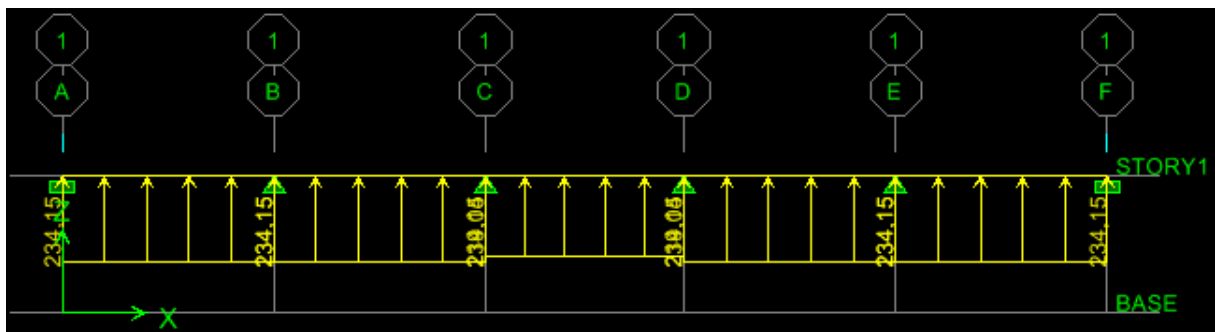 1 1 1 1 1 1
A B C D E F
STORY1
234.15 234.15 234.15 234.15
X
BASE